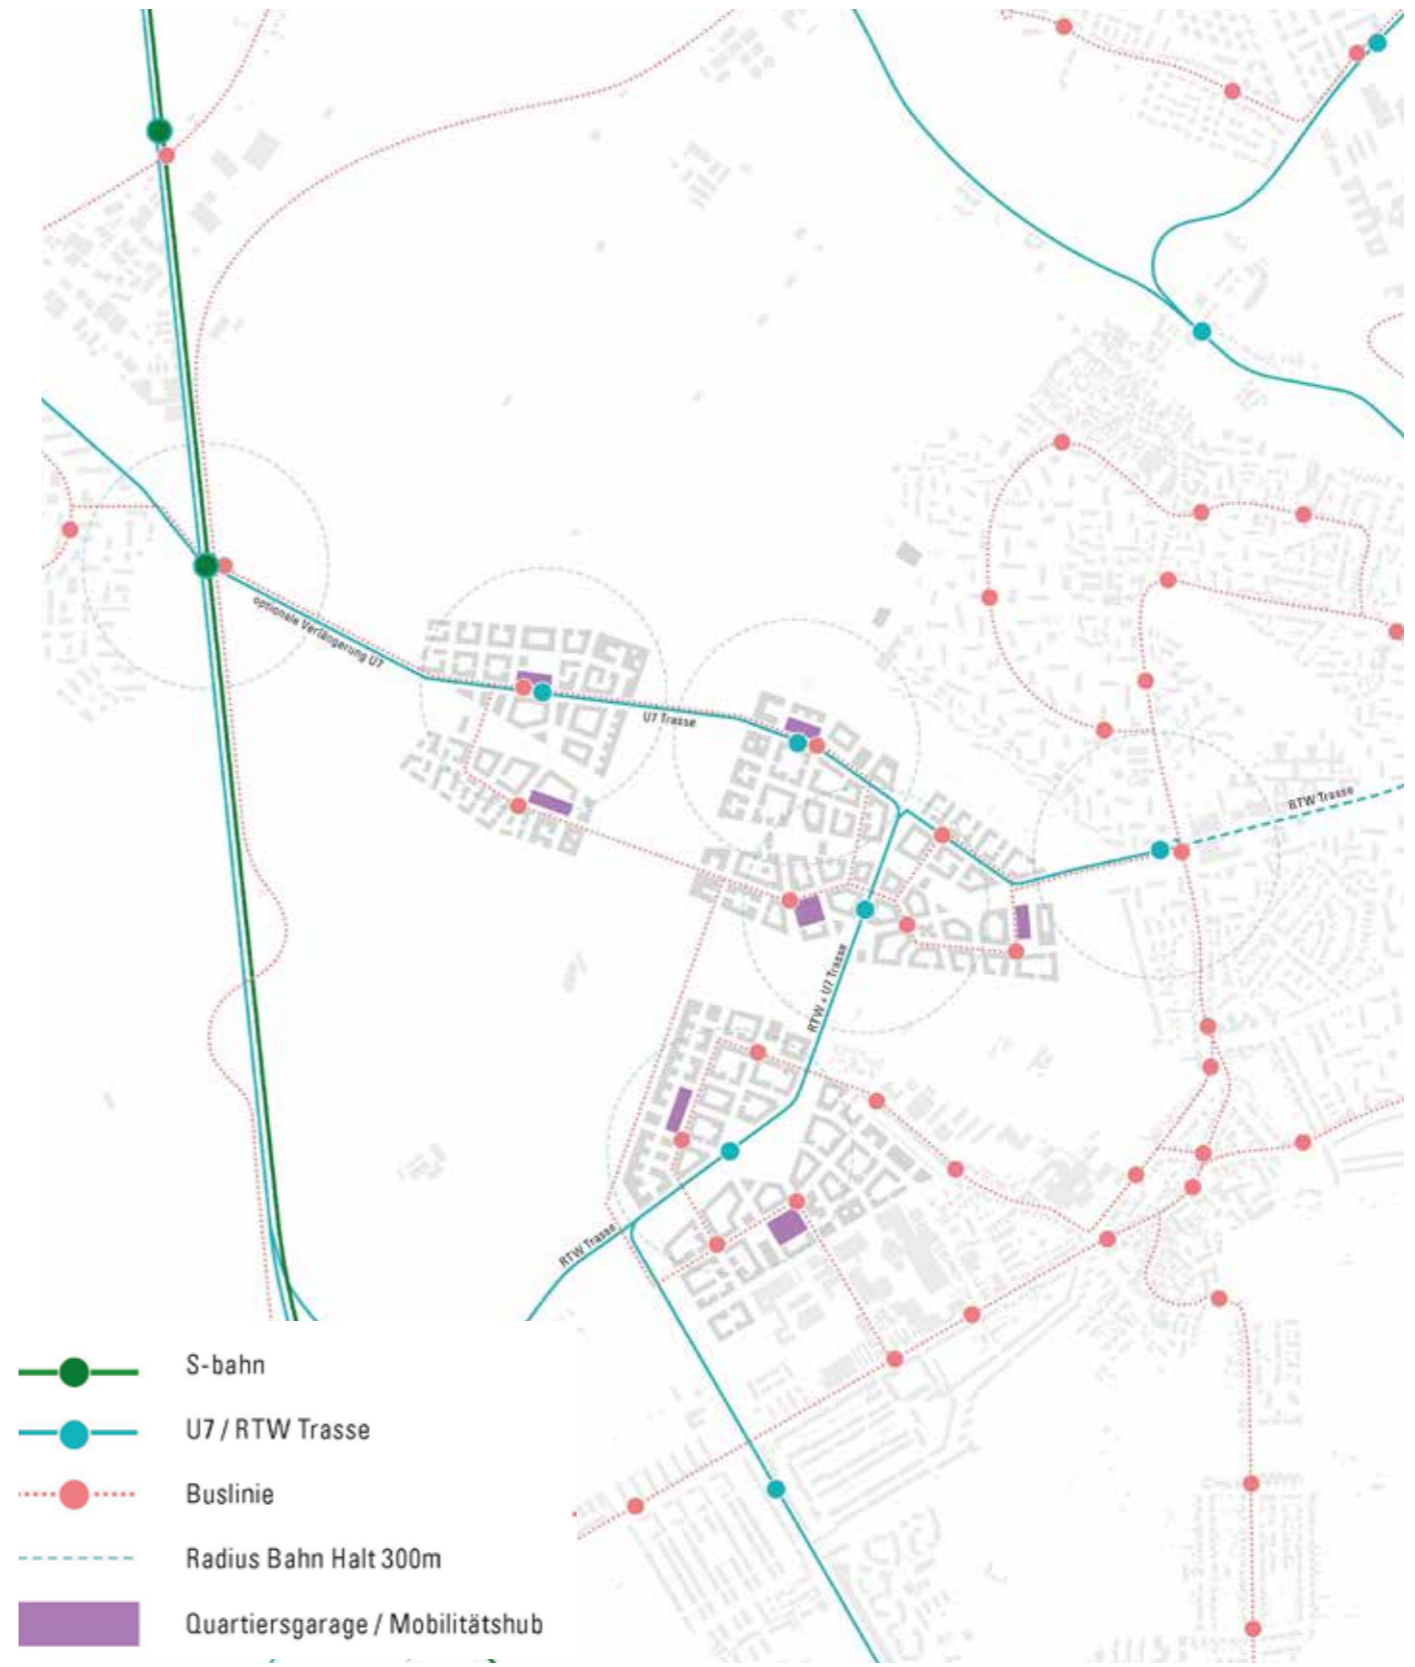 optionale Verlängerung U7
U7 Trasse
RTW Trasse
RTW + U7 Trasse
RTW Trasse
S-bahn
U7 / RTW Trasse
Buslinie
Radius Bahn Halt 300m
Quartiersgarage / Mobilitätshub